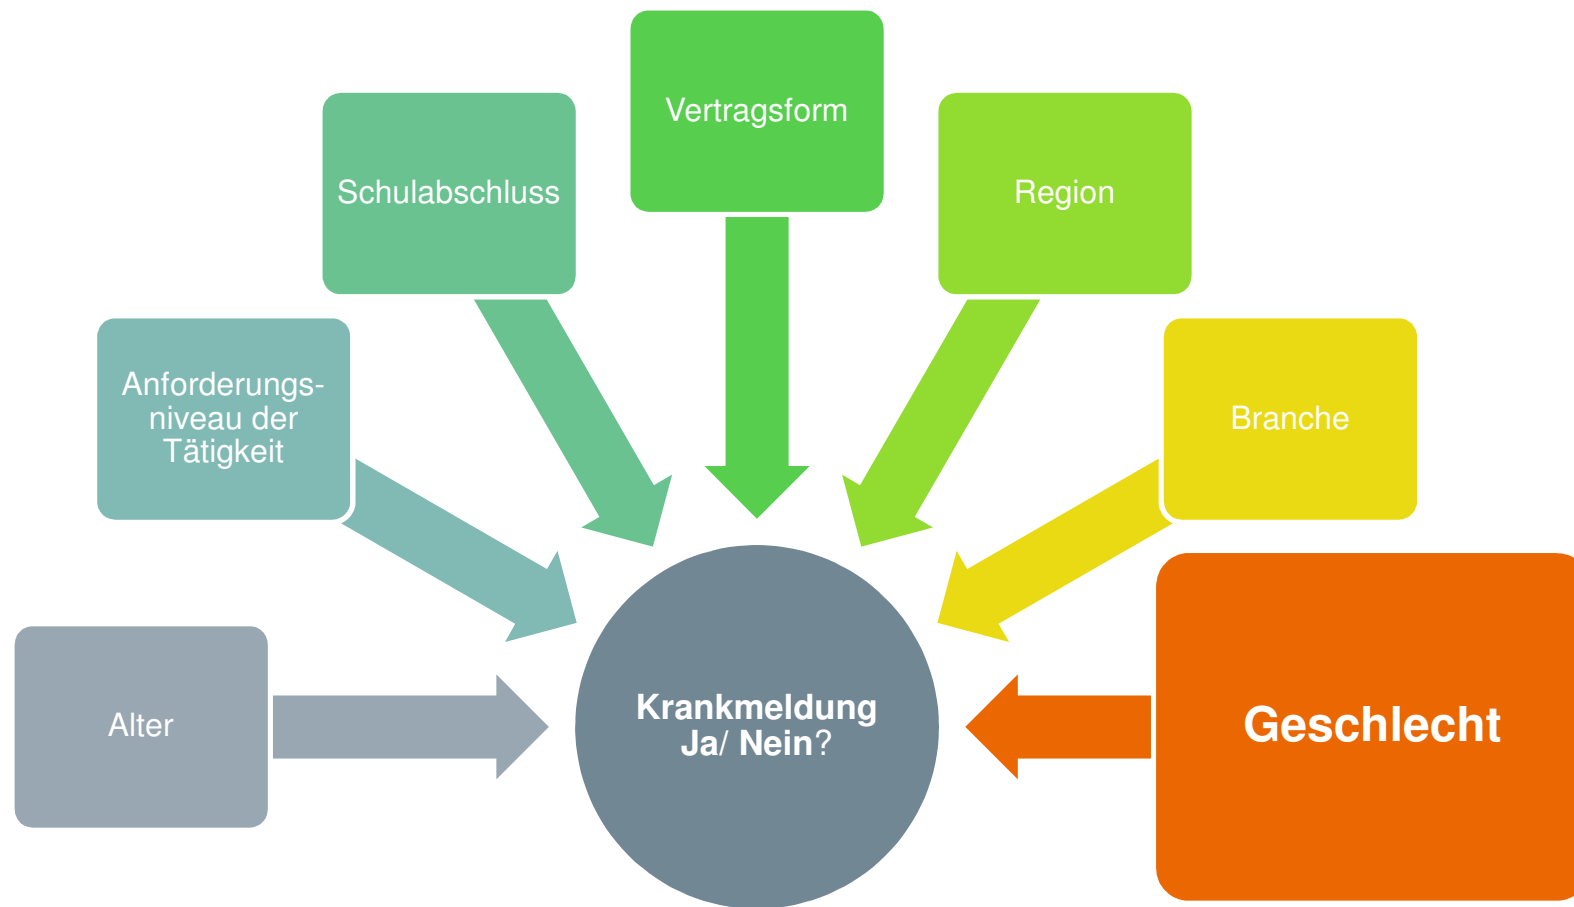 Vertragsform
Schulabschluss
Region
Anforderungs-
niveau der
Tätigkeit
Branche
Alter
Krankmeldung
Ja/ Nein?
Geschlecht